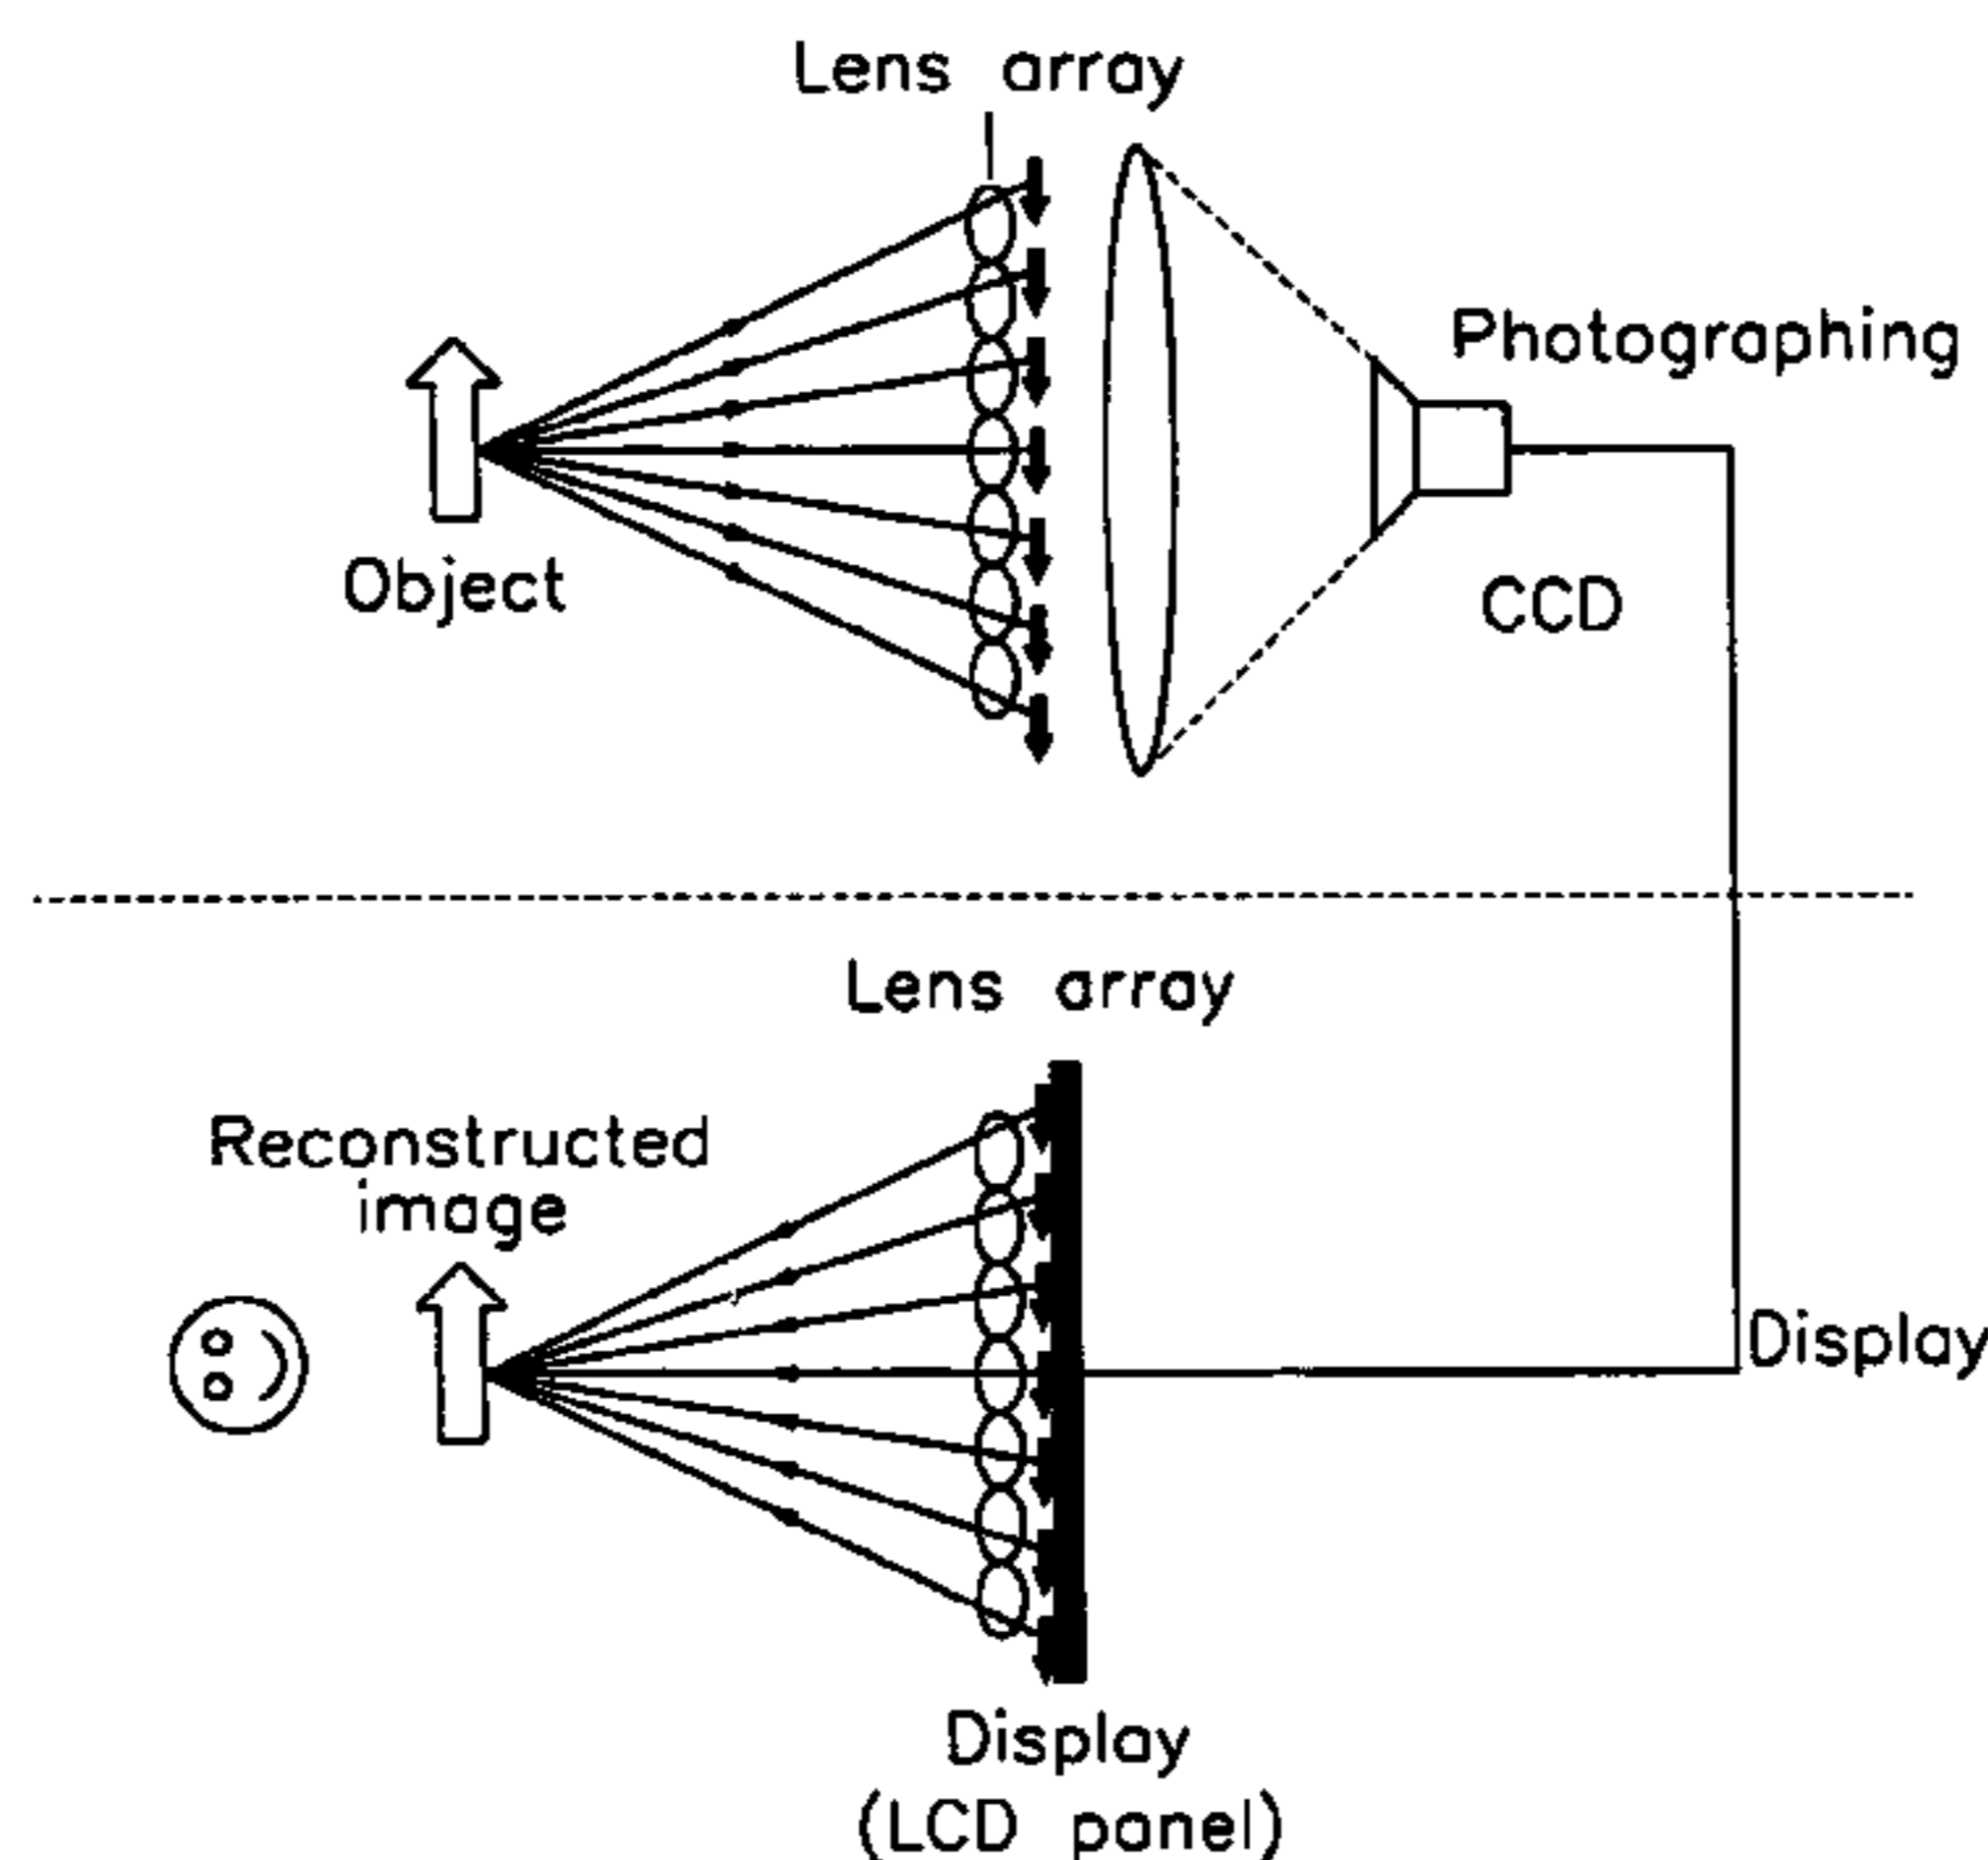 Lens array
Photographing
Object
CCD
Lens array
Reconstructed
image
Display
Display
(LCD panel)